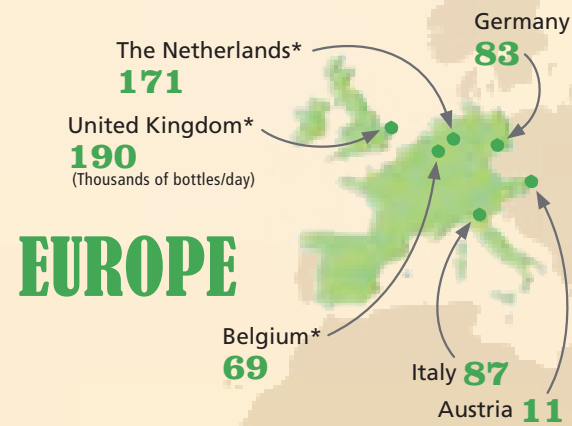 Germany
83
The Netherlands*
171
United Kingdom*
190
(Thousands of bottles/day)
EUROPE
Belgium*
69
Italy 87
Austria 11